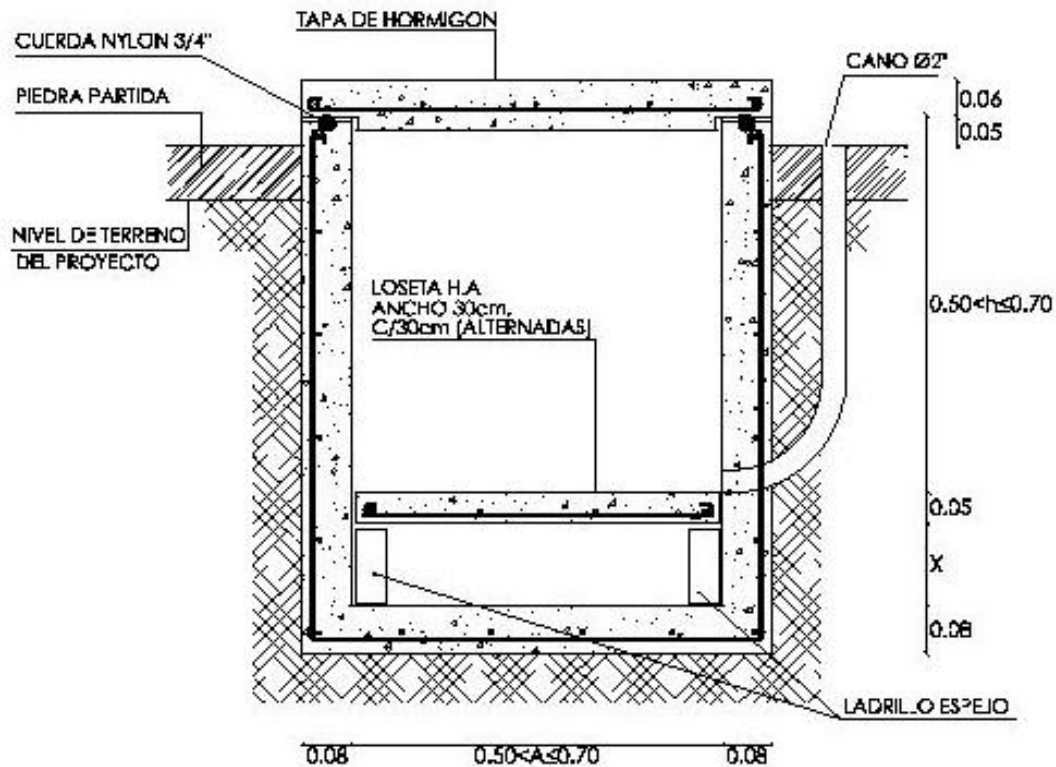 TAPA DE HORMIGON
CUERDA NYLON 3/4"
CAÑO Ø2"
PIEDRA PARTIDA
0.06
0.05
NIVEL DE TERRENO
DEL PROYECTO
LOSETA H.A
ANCHO 30cm.
C/30cm (ALTERNADAS)
0.50<h≤0.70
0.05
X
0.08
LADRILLO ESPEJO
0.08
0.50<A≤0.70
0.08